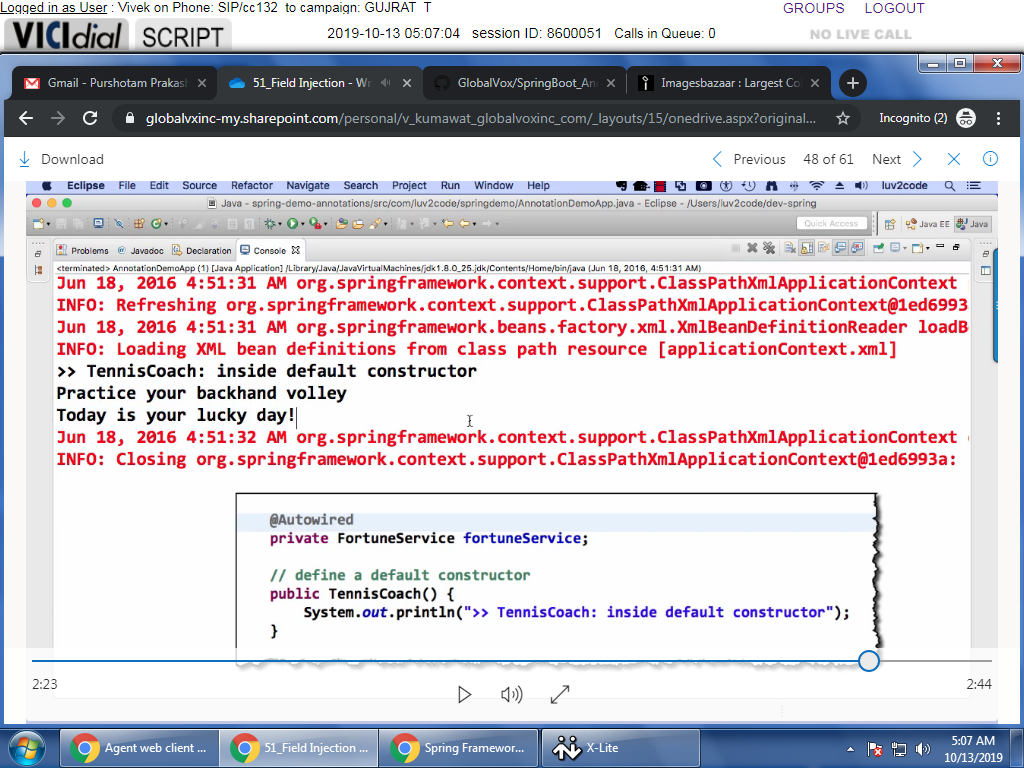 Logged in as User : Vivek on Phone: SIP/cc132 to campaign: GUJRAT_T
GROUPS LOGOUT
VICIdial SCRIPT
2019-10-13 05:07:04 session ID: 8600051 Calls in Queue: 0
NO LIVE CALL
Gmail - Purshotam Prakas
51_Field Injection - Wr
GlobalVox/SpringBoot_An
Imagesbazaar : Largest Co
globalvxinc-my.sharepoint.com/personal/v_kumawat_globalvoxinc_com/_layouts/15/onedrive.aspx?original...
Incognito (2)
Download
Previous 48 of 61 Next
Eclipse File Edit Source Refactor Navigate Search Project Run Window Help
luv2code
Java - spring-demo-annotations/src/com/luv2code/springdemo/AnnotationDemoApp.java - Eclipse - /Users/luv2code/dev-spring
Quick Access
Java EE
Java
Problems
Javadoc
Declaration
Console
<terminated> AnnotationDemoApp (1) [Java Application] /Library/Java/JavaVirtualMachines/jdk1.8.0_25.jdk/Contents/Home/bin/java (Jun 18, 2016, 4:51:31 AM)
Jun 18, 2016 4:51:31 AM org.springframework.context.support.ClassPathXmlApplicationContext
INFO: Refreshing org.springframework.context.support.ClassPathXmlApplicationContext@1ed6993
Jun 18, 2016 4:51:31 AM org.springframework.beans.factory.xml.XmlBeanDefinitionReader loadB
INFO: Loading XML bean definitions from class path resource [applicationContext.xml]
>> TennisCoach: inside default constructor
Practice your backhand volley
Today is your lucky day!
Jun 18, 2016 4:51:32 AM org.springframework.context.support.ClassPathXmlApplicationContext
INFO: Closing org.springframework.context.support.ClassPathXmlApplicationContext@1ed6993a:
@Autowired
private FortuneService fortuneService;
// define a default constructor
public TennisCoach() {
System.out.println(">> TennisCoach: inside default constructor");
}
2:23
2:44
Agent web client ...
51_Field Injection ...
Spring Framewor...
X-Lite
5:07 AM
10/13/2019